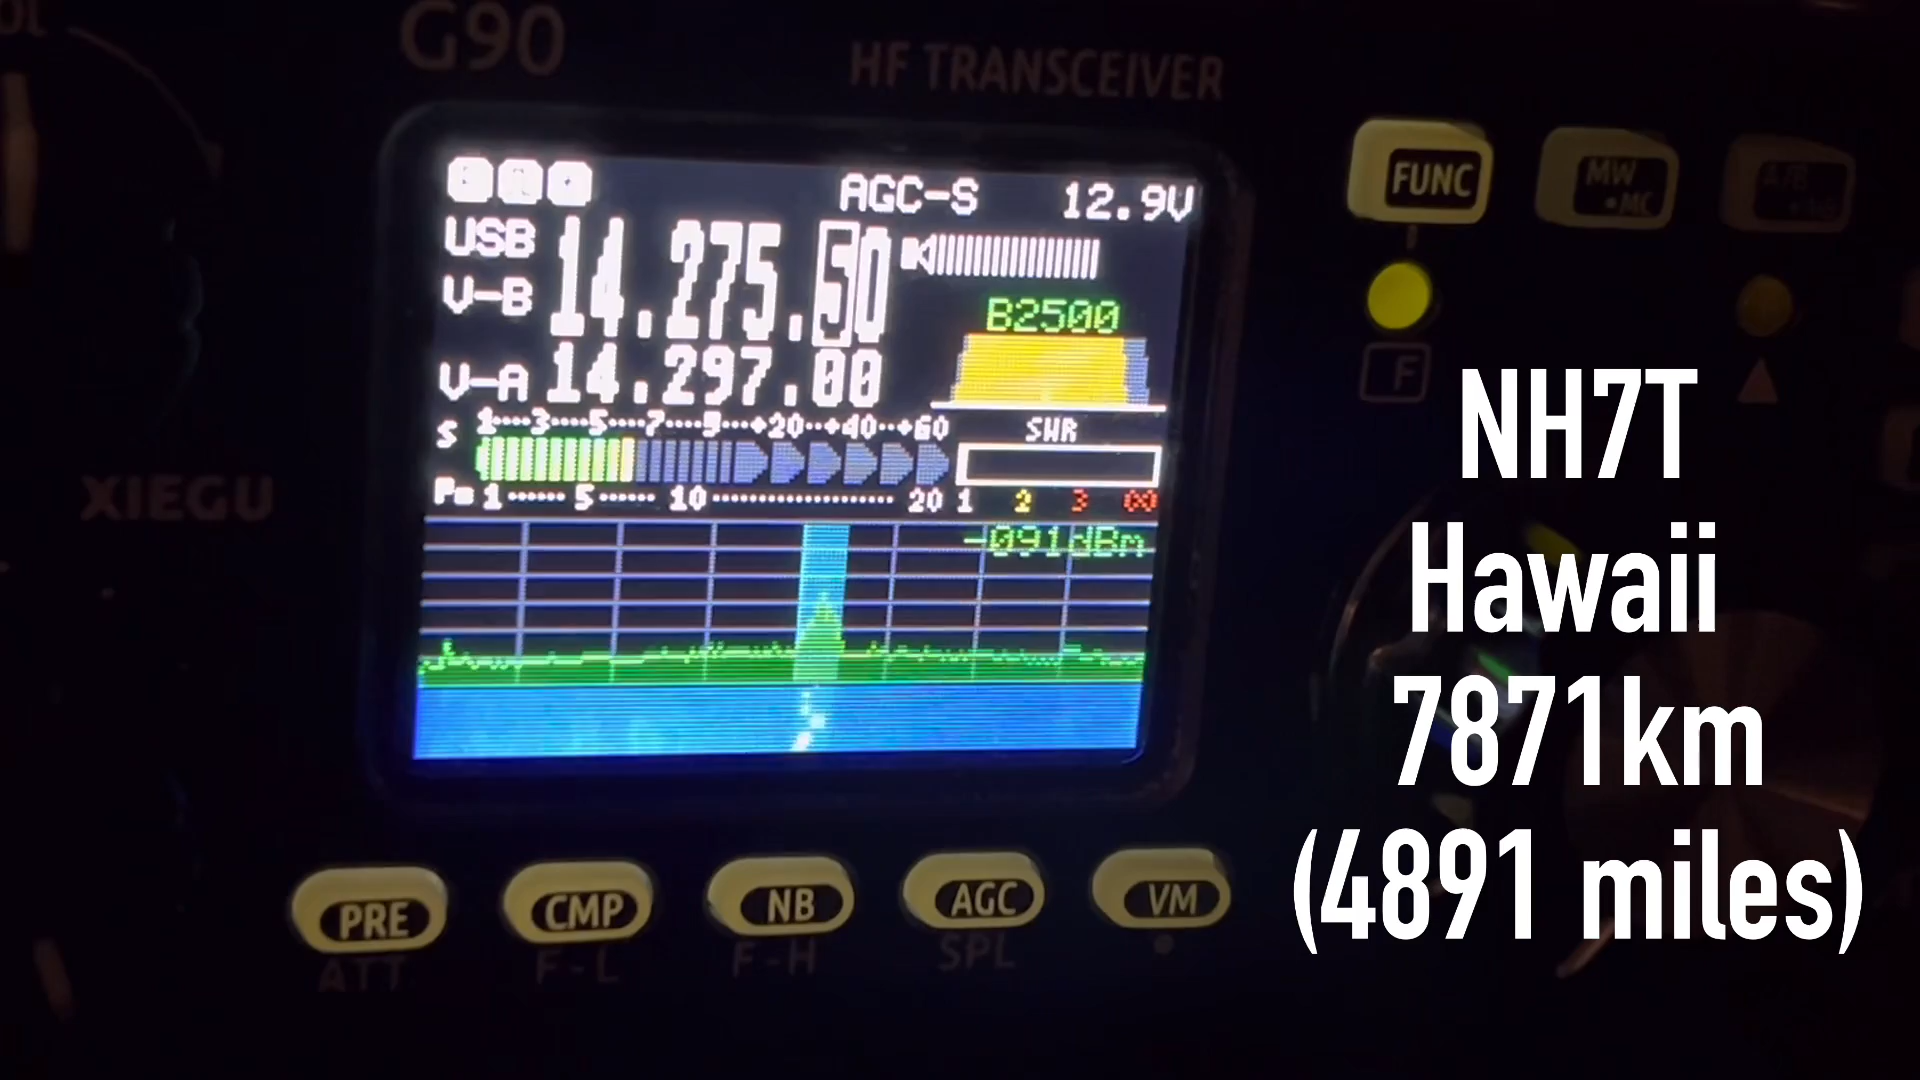 G90
HF TRANSCEIVER
AGC-S 12.9V
USB 14.275.50
V-B
B2500
V-A 14.297.00
S 1 3 5 7 9 +20 +40 +60
SWR
Po 1 5 10 20
1 2 3 ∞
-091dBm
XIEGU
FUNC
MW
MC
F
NH7T
Hawaii
7871km
(4891 miles)
PRE CMP NB AGC VM
ATT F-L F-H SPL